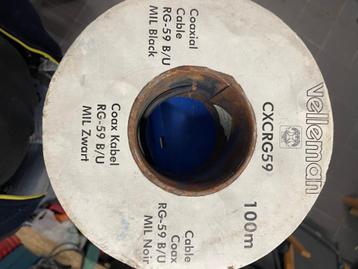 Coaxial
Cable
RG-59 B/U
MIL Black
Coax Kabel
RG-59 B/U
MIL Zwart
Cable
Coax
RG-59 B/U
MIL Noir
velleman
CXCRG59
100m